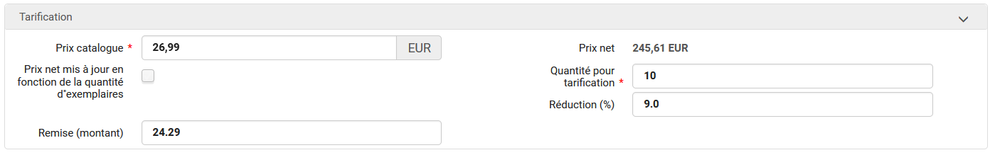 Tarification
Prix catalogue * 26,99 EUR
Prix net 245,61 EUR
Prix net mis à jour en
fonction de la quantité
d"exemplaires
Quantité pour
tarification * 10
Réduction (%) 9.0
Remise (montant) 24.29